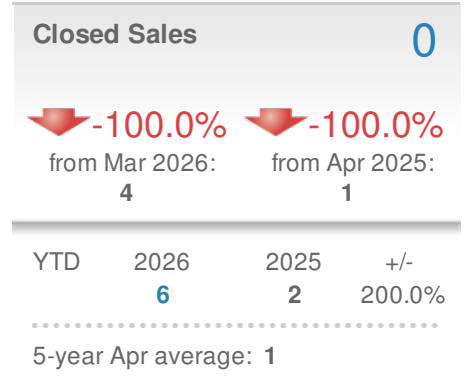 Closed Sales 0
-100.0% -100.0%
from Mar 2026: from Apr 2025:
4 1
YTD 2026 2025 +/-
6 2 200.0%
5-year Apr average: 1